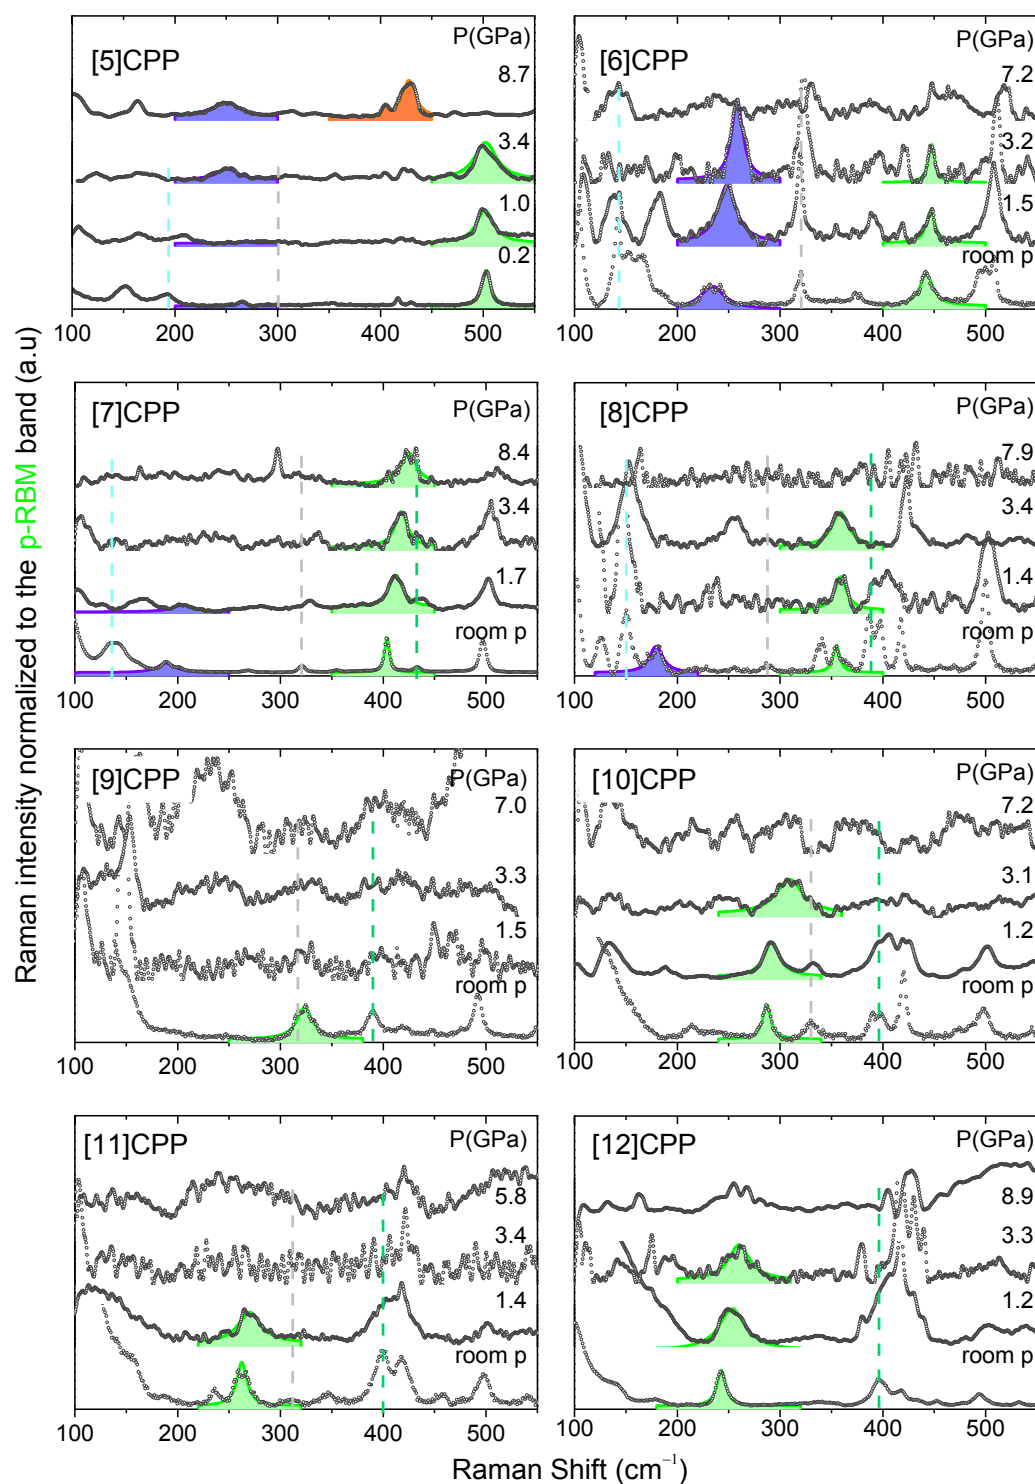 Raman intensity normalized to the p-RBM band (a.u)
[5]CPP
P(GPa)
8.7
3.4
1.0
0.2
100 200 300 400 500
[6]CPP
P(GPa)
7.2
3.2
1.5
room p
100 200 300 400 500
[7]CPP
P(GPa)
8.4
3.4
1.7
room p
100 200 300 400 500
[8]CPP
P(GPa)
7.9
3.4
1.4
room p
100 200 300 400 500
[9]CPP
P(GPa)
7.0
3.3
1.5
room p
100 200 300 400 500
[10]CPP
P(GPa)
7.2
3.1
1.2
room p
100 200 300 400 500
[11]CPP
P(GPa)
5.8
3.4
1.4
room p
100 200 300 400 500
[12]CPP
P(GPa)
8.9
3.3
1.2
room p
100 200 300 400 500
Raman Shift (cm⁻¹)